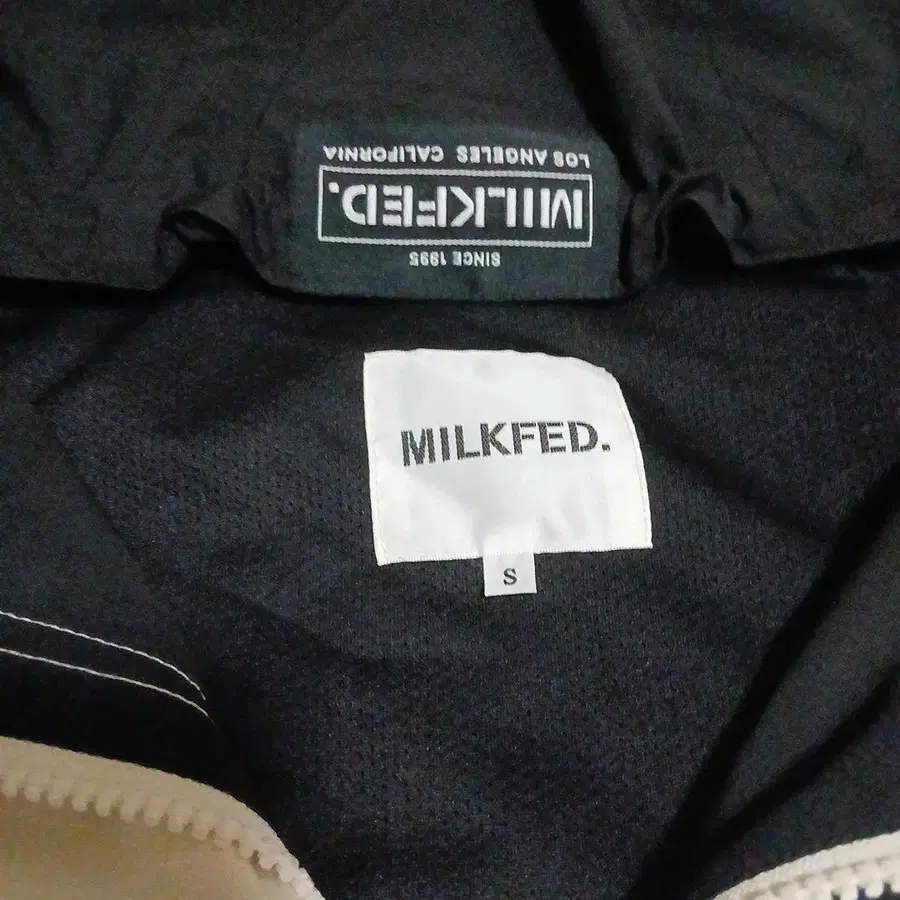 SINCE 1995
MILKFED.
LOS ANGELES CALIFORNIA
MILKFED.
S